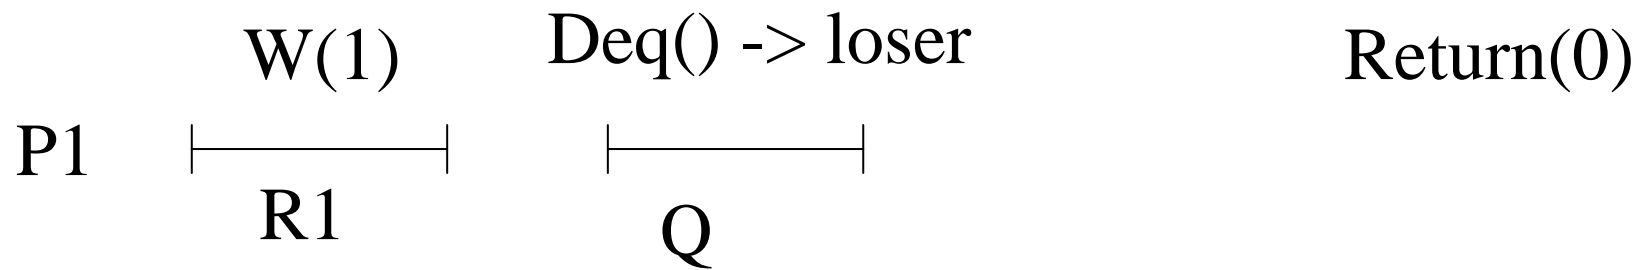 W(1) Deq() -> loser Return(0)
P1
R1 Q